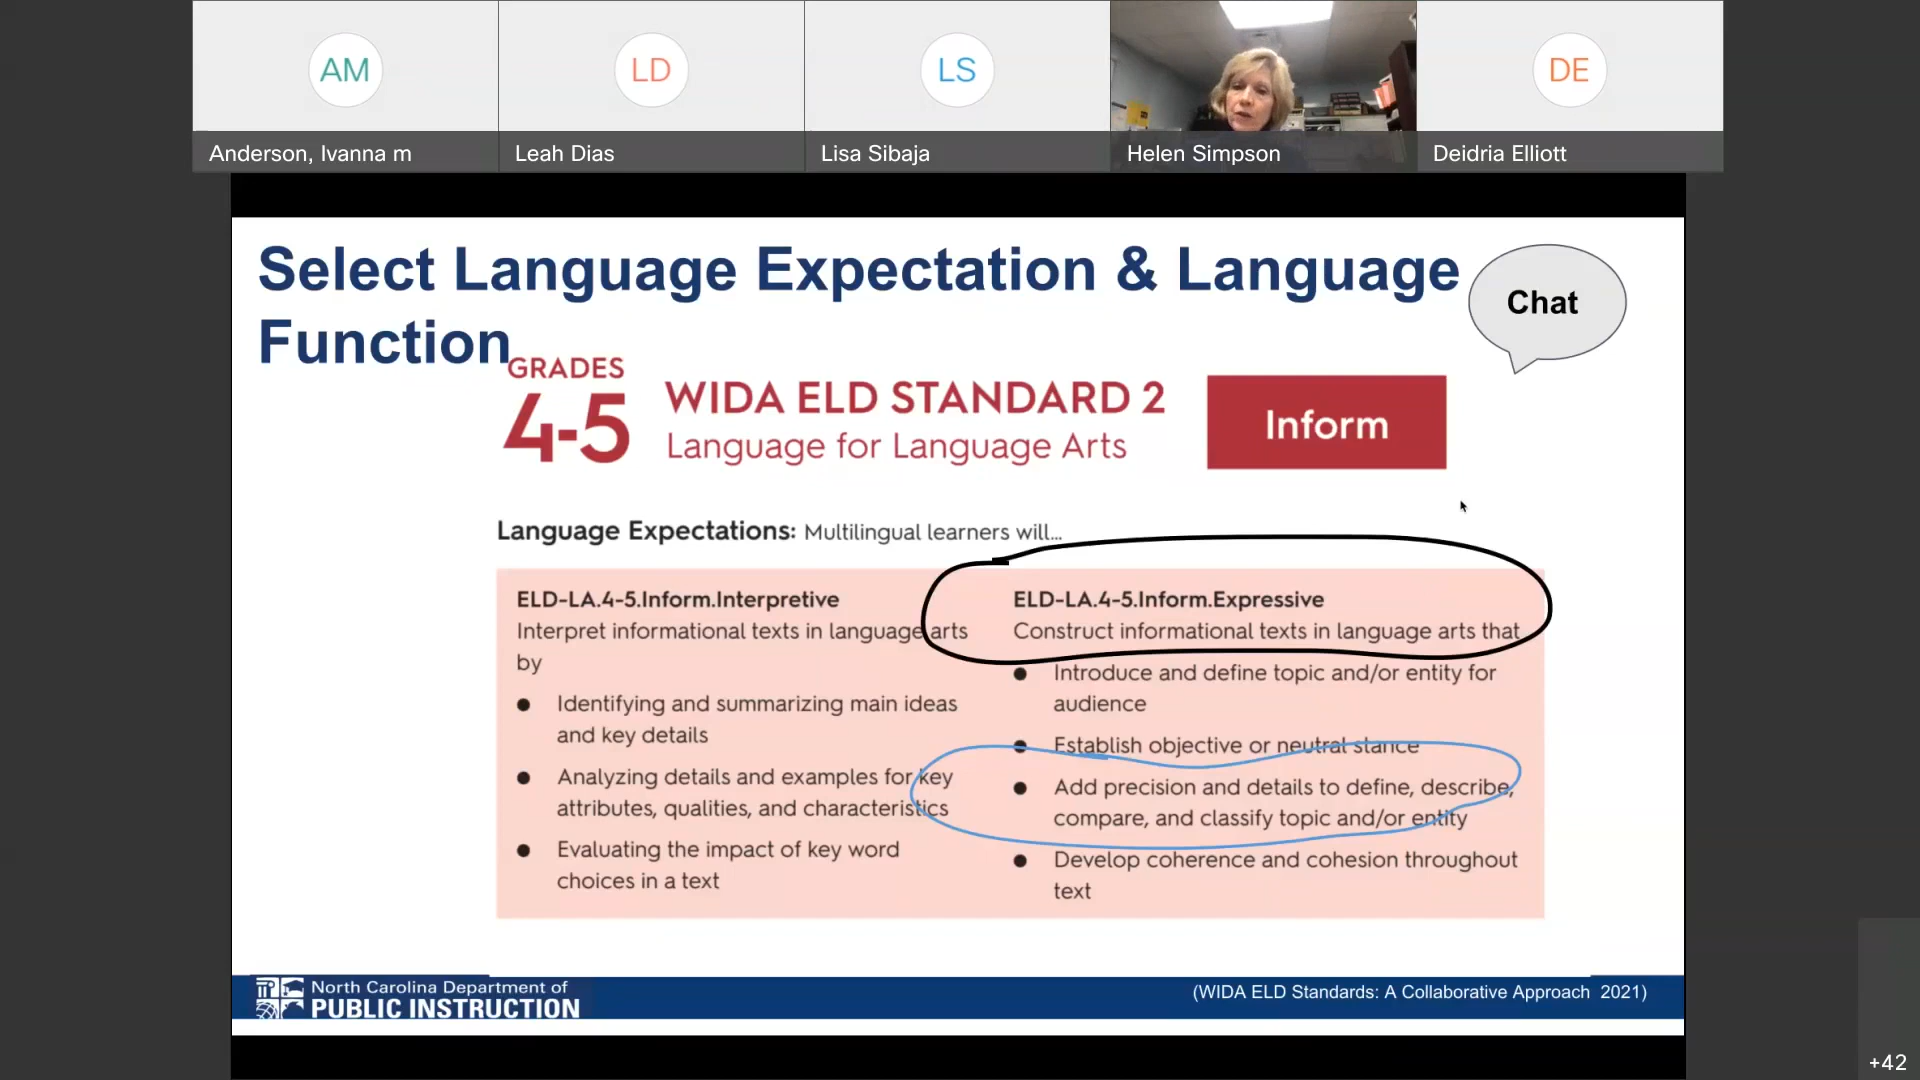 AM
LD
LS
DE
Anderson, Ivanna m
Leah Dias
Lisa Sibaja
Helen Simpson
Deidria Elliott
Select Language Expectation & Language
Function
Chat
GRADES
4-5
WIDA ELD STANDARD 2
Language for Language Arts
Inform
Language Expectations: Multilingual learners will...
ELD-LA.4-5.Inform.Interpretive
Interpret informational texts in language arts
by
● Identifying and summarizing main ideas
and key details
● Analyzing details and examples for key
attributes, qualities, and characteristics
● Evaluating the impact of key word
choices in a text
ELD-LA.4-5.Inform.Expressive
Construct informational texts in language arts that
● Introduce and define topic and/or entity for
audience
● Establish objective or neutral stance
● Add precision and details to define, describe,
compare, and classify topic and/or entity
● Develop coherence and cohesion throughout
text
North Carolina Department of
PUBLIC INSTRUCTION
(WIDA ELD Standards: A Collaborative Approach 2021)
+42